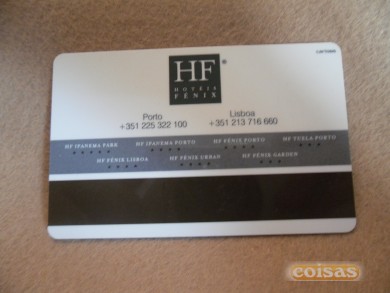 HF
HOTÉIS
FÉNIX
Porto Lisboa
+351 225 322 100 +351 213 716 660
HF IPANEMA PARK HF IPANEMA PORTO HF FÉNIX PORTO HF TUELA PORTO
HF FÉNIX LISBOA HF FÉNIX URBAN HF FÉNIX GARDEN
coisas